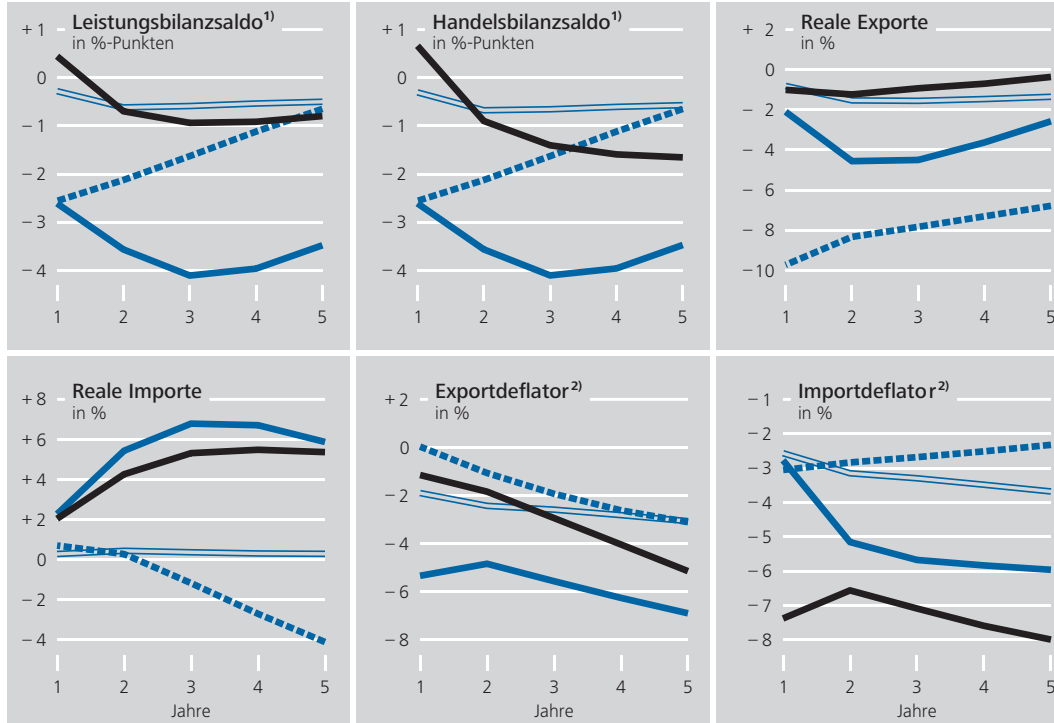 Leistungsbilanzsaldo¹⁾
in %-Punkten
+ 1
0
− 1
− 2
− 3
− 4
1 2 3 4 5
Handelsbilanzsaldo¹⁾
in %-Punkten
+ 1
0
− 1
− 2
− 3
− 4
1 2 3 4 5
Reale Exporte
in %
+ 2
0
− 2
− 4
− 6
− 8
− 10
1 2 3 4 5
Reale Importe
in %
+ 8
+ 6
+ 4
+ 2
0
− 2
− 4
1 2 3 4 5
Jahre
Exportdeflator²⁾
in %
+ 2
0
− 2
− 4
− 6
− 8
1 2 3 4 5
Jahre
Importdeflator²⁾
in %
− 1
− 2
− 3
− 4
− 5
− 6
− 7
− 8
1 2 3 4 5
Jahre